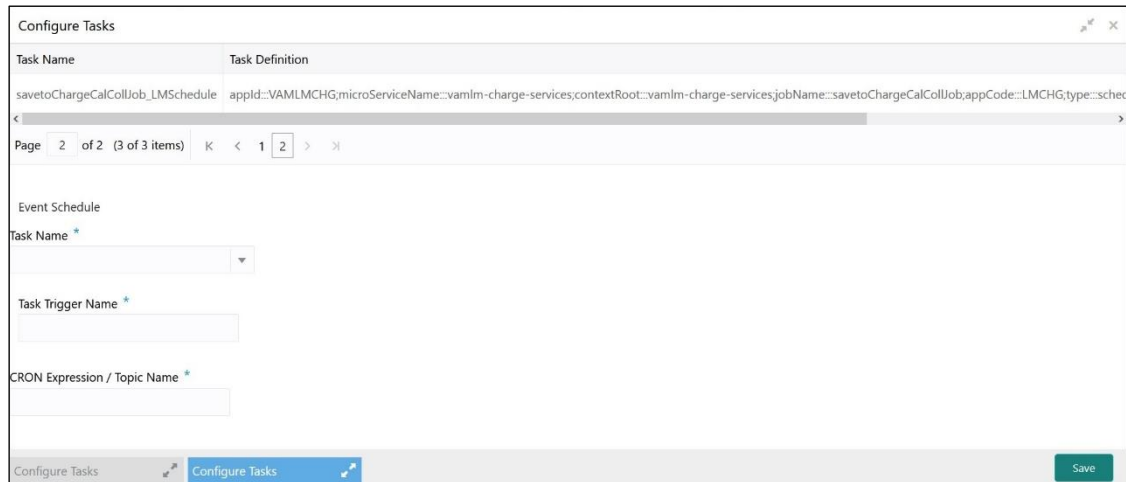 Configure Tasks
Task Name Task Definition
savetoChargeCalCollJob_LMSchedule appId:::VAMLMCHG;microServiceName:::vamlm-charge-services;contextRoot:::vamlm-charge-services;jobName:::savetoChargeCalCollJob;appCode:::LMCHG;type:::sched
Page 2 of 2 (3 of 3 items) 1 2
Event Schedule
Task Name *
Task Trigger Name *
CRON Expression / Topic Name *
Configure Tasks Configure Tasks Save